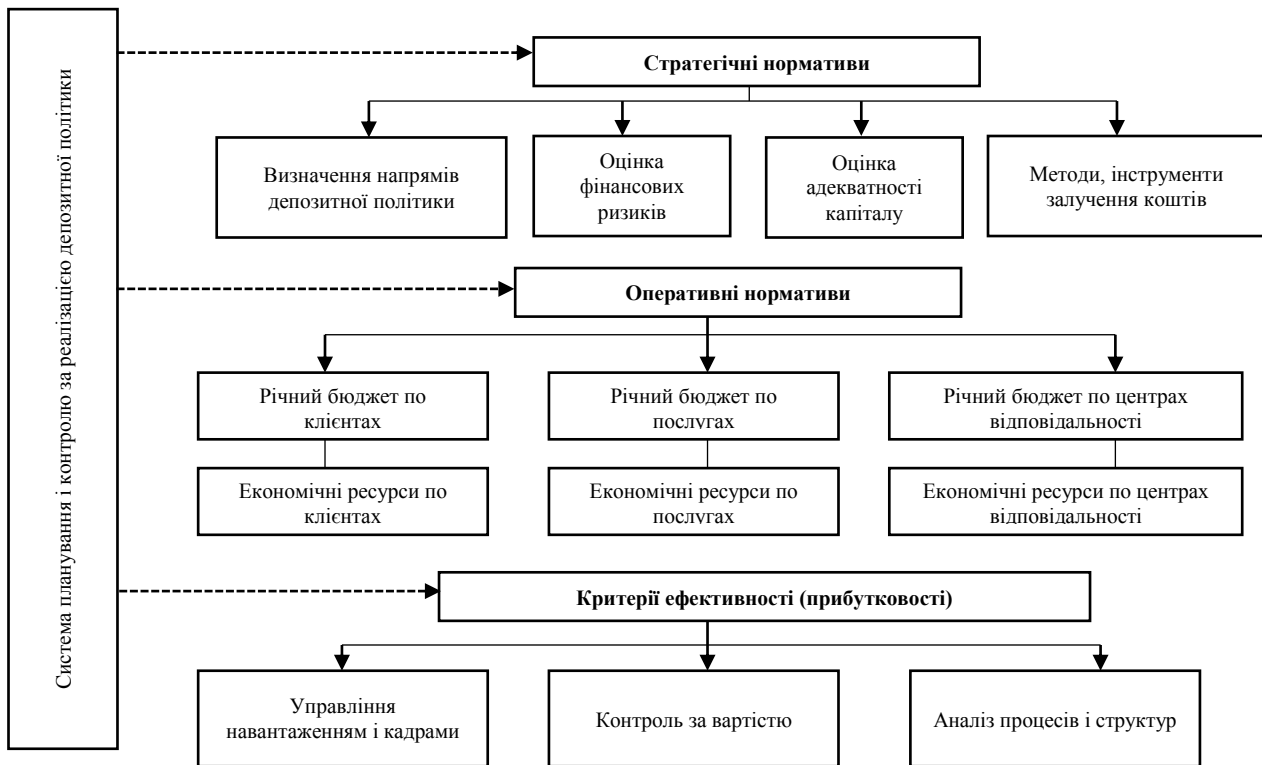 Система планування і контролю за реалізацією депозитної політики
Стратегічні нормативи
Визначення напрямів
депозитної політики
Оцінка
фінансових
ризиків
Оцінка
адекватності
капіталу
Методи, інструменти
залучення коштів
Оперативні нормативи
Річний бюджет по
клієнтах
Річний бюджет по
послугах
Річний бюджет по центрах
відповідальності
Економічні ресурси по
клієнтах
Економічні ресурси по
послугах
Економічні ресурси по центрах
відповідальності
Критерії ефективності (прибутковості)
Управління
навантаженням і кадрами
Контроль за вартістю
Аналіз процесів і структур